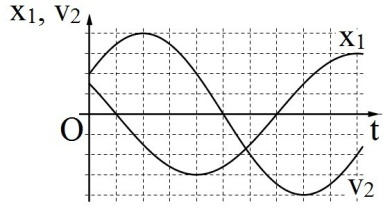 x₁, v₂
x₁
O
t
v₂